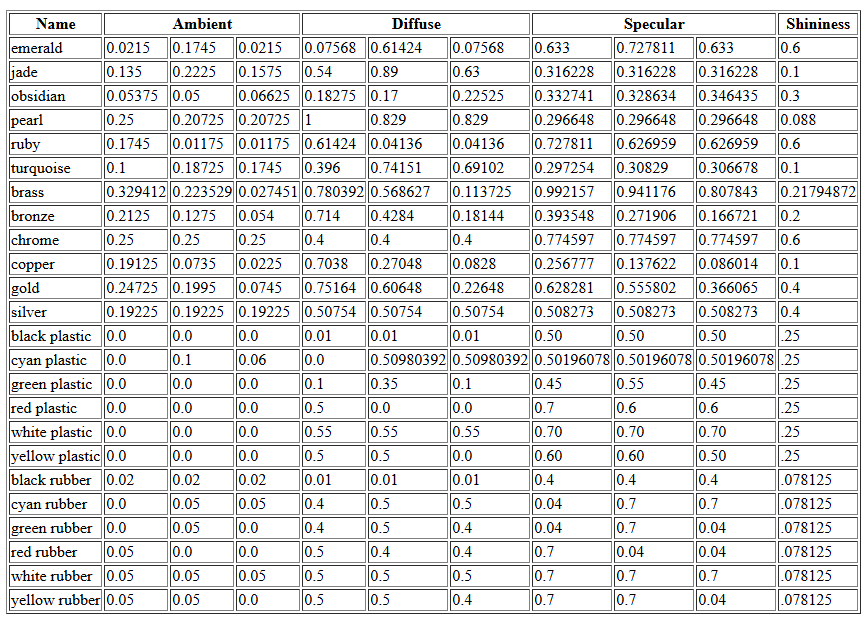 Name Ambient Diffuse Specular Shininess
emerald 0.0215 0.1745 0.0215 0.07568 0.61424 0.07568 0.633 0.727811 0.633 0.6
jade 0.135 0.2225 0.1575 0.54 0.89 0.63 0.316228 0.316228 0.316228 0.1
obsidian 0.05375 0.05 0.06625 0.18275 0.17 0.22525 0.332741 0.328634 0.346435 0.3
pearl 0.25 0.20725 0.20725 1 0.829 0.829 0.296648 0.296648 0.296648 0.088
ruby 0.1745 0.01175 0.01175 0.61424 0.04136 0.04136 0.727811 0.626959 0.626959 0.6
turquoise 0.1 0.18725 0.1745 0.396 0.74151 0.69102 0.297254 0.30829 0.306678 0.1
brass 0.329412 0.223529 0.027451 0.780392 0.568627 0.113725 0.992157 0.941176 0.807843 0.21794872
bronze 0.2125 0.1275 0.054 0.714 0.4284 0.18144 0.393548 0.271906 0.166721 0.2
chrome 0.25 0.25 0.25 0.4 0.4 0.4 0.774597 0.774597 0.774597 0.6
copper 0.19125 0.0735 0.0225 0.7038 0.27048 0.0828 0.256777 0.137622 0.086014 0.1
gold 0.24725 0.1995 0.0745 0.75164 0.60648 0.22648 0.628281 0.555802 0.366065 0.4
silver 0.19225 0.19225 0.19225 0.50754 0.50754 0.50754 0.508273 0.508273 0.508273 0.4
black plastic 0.0 0.0 0.0 0.01 0.01 0.01 0.50 0.50 0.50 .25
cyan plastic 0.0 0.1 0.06 0.0 0.50980392 0.50980392 0.50196078 0.50196078 0.50196078 .25
green plastic 0.0 0.0 0.0 0.1 0.35 0.1 0.45 0.55 0.45 .25
red plastic 0.0 0.0 0.0 0.5 0.0 0.0 0.7 0.6 0.6 .25
white plastic 0.0 0.0 0.0 0.55 0.55 0.55 0.70 0.70 0.70 .25
yellow plastic 0.0 0.0 0.0 0.5 0.5 0.0 0.60 0.60 0.50 .25
black rubber 0.02 0.02 0.02 0.01 0.01 0.01 0.4 0.4 0.4 .078125
cyan rubber 0.0 0.05 0.05 0.4 0.5 0.5 0.04 0.7 0.7 .078125
green rubber 0.0 0.05 0.0 0.4 0.5 0.4 0.04 0.7 0.04 .078125
red rubber 0.05 0.0 0.0 0.5 0.4 0.4 0.7 0.04 0.04 .078125
white rubber 0.05 0.05 0.05 0.5 0.5 0.5 0.7 0.7 0.7 .078125
yellow rubber 0.05 0.05 0.0 0.5 0.5 0.4 0.7 0.7 0.04 .078125